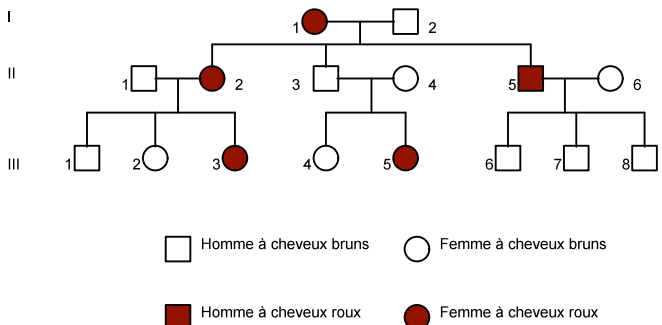 I
1 2
II
1 2 3 4 5 6
III
1 2 3 4 5 6 7 8
Homme à cheveux bruns Femme à cheveux bruns
Homme à cheveux roux Femme à cheveux roux